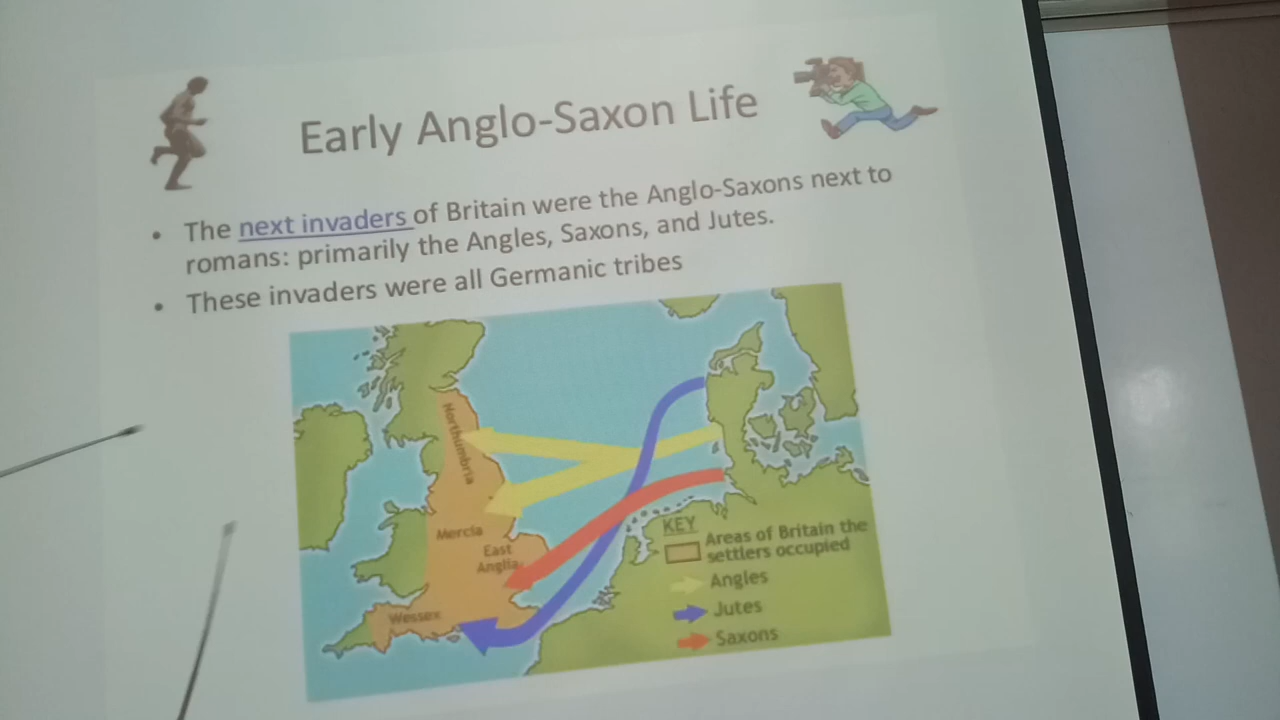 Early Anglo-Saxon Life
• The next invaders of Britain were the Anglo-Saxons next to
romans: primarily the Angles, Saxons, and Jutes.
• These invaders were all Germanic tribes
Northumbria
Mercia
East
Anglia
Wessex
KEY
Areas of Britain the
settlers occupied
Angles
Jutes
Saxons